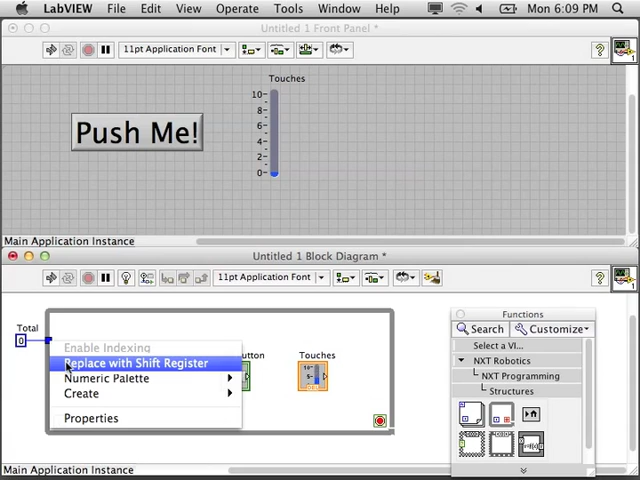 LabVIEW File Edit View Operate Tools Window Help Mon 6:09 PM
Untitled 1 Front Panel *
11pt Application Font
?
1
Touches
10
8
6
4
2
0
Push Me!
Main Application Instance
Untitled 1 Block Diagram *
11pt Application Font
?
1
Total
0
Enable Indexing
Replace with Shift Register
Numeric Palette
Create
Properties
utton
Touches
Functions
Search Customize
Select a VI...
NXT Robotics
NXT Programming
Structures
Main Application Instance